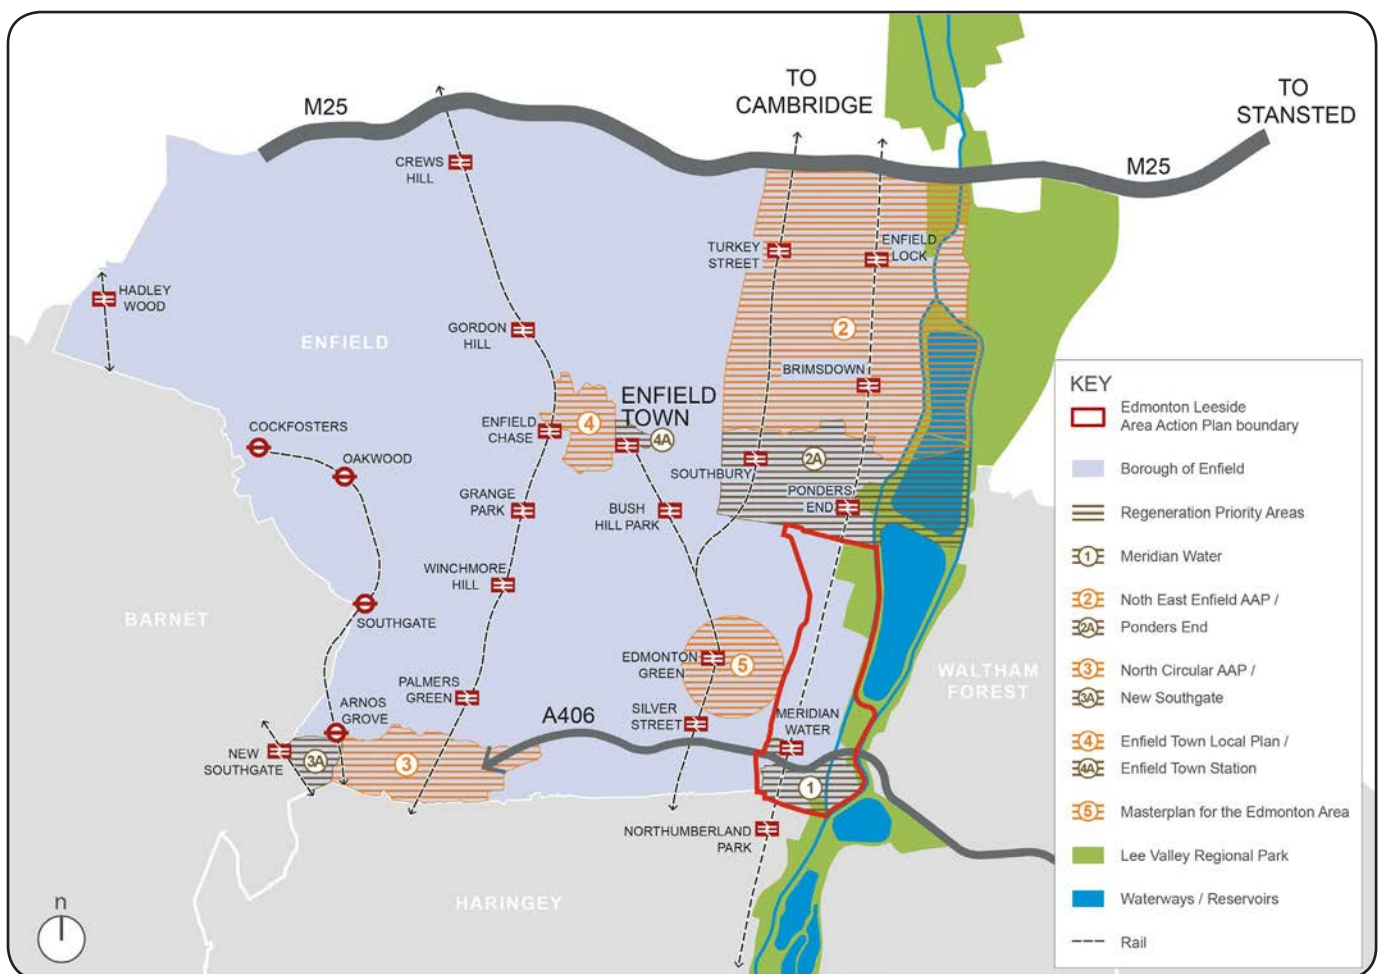 TO
CAMBRIDGE
TO
STANSTED
M25
M25
CREWS
HILL
TURKEY
STREET
ENFIELD
LOCK
HADLEY
WOOD
ENFIELD
GORDON
HILL
2
BRIMSDOWN
ENFIELD
TOWN
ENFIELD
CHASE
4
4A
COCKFOSTERS
OAKWOOD
SOUTHBURY
2A
GRANGE
PARK
BUSH
HILL PARK
PONDERS
END
WINCHMORE
HILL
BARNET
SOUTHGATE
EDMONTON
GREEN
5
WALTHAM
FOREST
PALMERS
GREEN
ARNOS
GROVE
A406
SILVER
STREET
MERIDIAN
WATER
NEW
SOUTHGATE
3A
3
1
NORTHUMBERLAND
PARK
HARINGEY
n
KEY
Edmonton Leeside
Area Action Plan boundary
Borough of Enfield
Regeneration Priority Areas
1 Meridian Water
2 Noth East Enfield AAP /
2A Ponders End
3 North Circular AAP /
3A New Southgate
4 Enfield Town Local Plan /
4A Enfield Town Station
5 Masterplan for the Edmonton Area
Lee Valley Regional Park
Waterways / Reservoirs
Rail